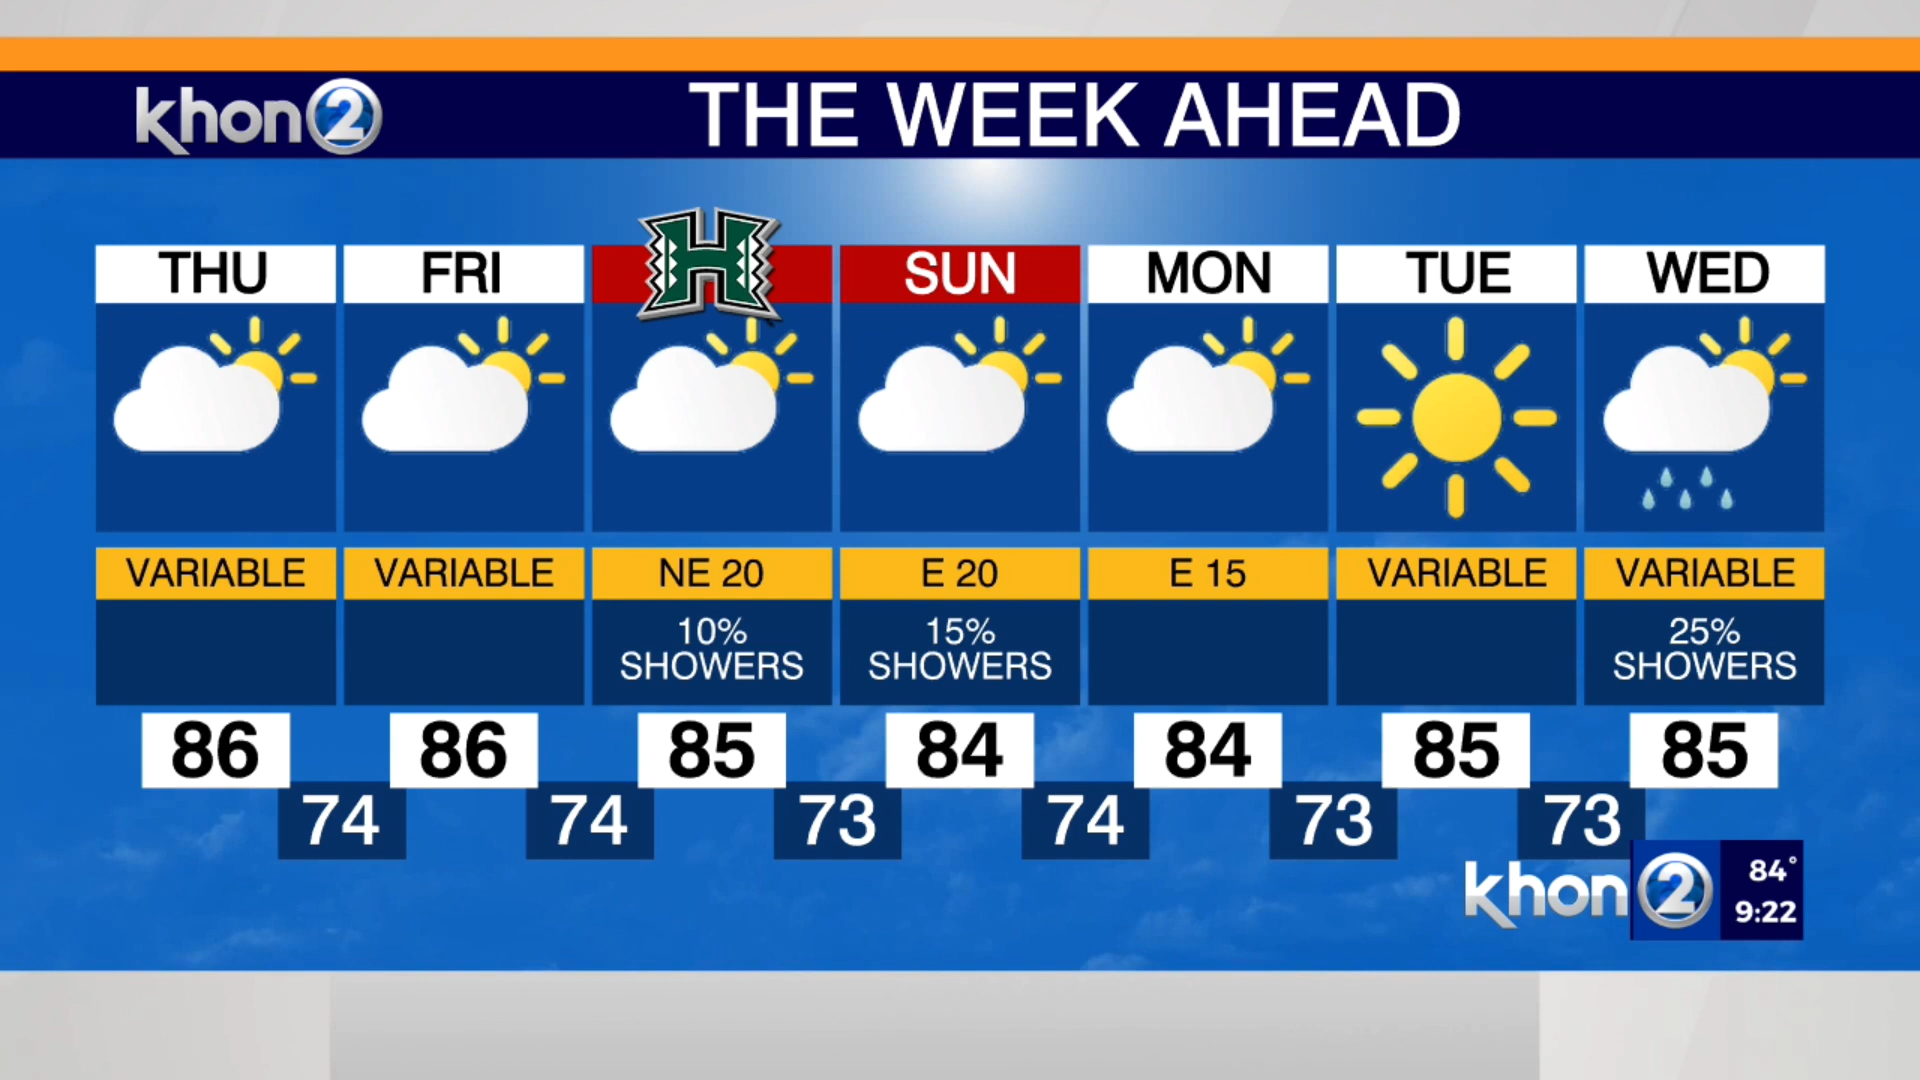 khon2
THE WEEK AHEAD
THU FRI H SUN MON TUE WED
VARIABLE VARIABLE NE 20 E 20 E 15 VARIABLE VARIABLE
10% 15% 25%
SHOWERS SHOWERS SHOWERS
86 86 85 84 84 85 85
74 74 73 74 73 73
khon2
84°
9:22